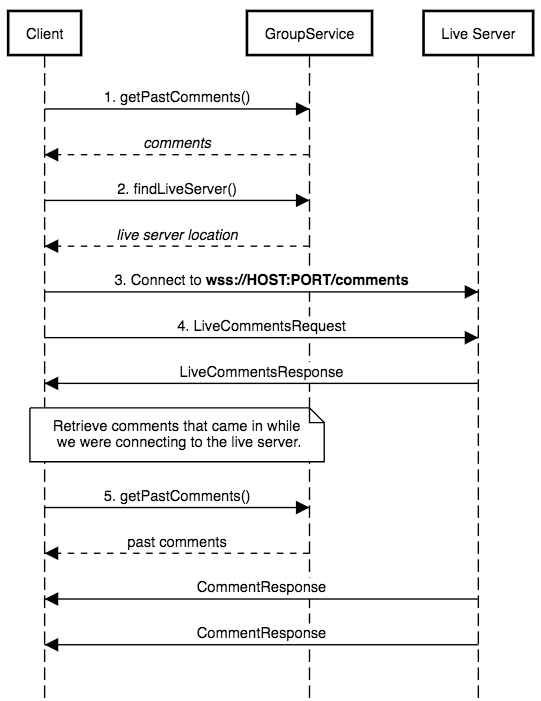 Client
GroupService
Live Server
1. getPastComments()
comments
2. findLiveServer()
live server location
3. Connect to wss://HOST:PORT/comments
4. LiveCommentsRequest
LiveCommentsResponse
Retrieve comments that came in while
we were connecting to the live server.
5. getPastComments()
past comments
CommentResponse
CommentResponse